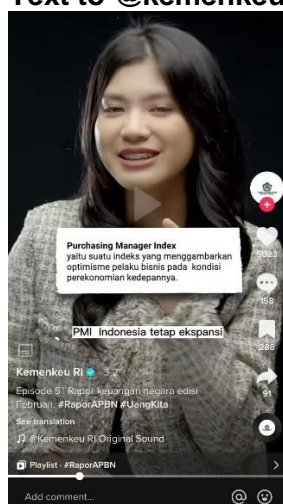 Text to @kemenkeu
Purchasing Manager Index
yaitu suatu indeks yang menggambarkan
optimisme pelaku bisnis pada kondisi
perekonomian kedepannya.
5023
158
PMI Indonesia tetap ekspansi
288
Kemenkeu RI · 3-2
91
Episode 5: Rapor keuangan negara edisi
Februari. #RaporAPBN #UangKita
See translation
@Kemenkeu RI Original Sound
Playlist · #RaporAPBN
Add comment...